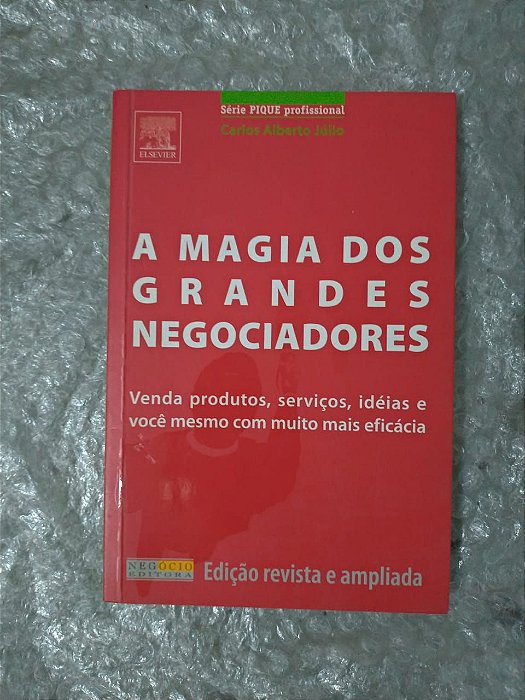 Série PIQUE profissional
Carlos Alberto Júlio
ELSEVIER
A MAGIA DOS
GRANDES
NEGOCIADORES
Venda produtos, serviços, idéias e
você mesmo com muito mais eficácia
NEGÓCIO
EDITORA
Edição revista e ampliada